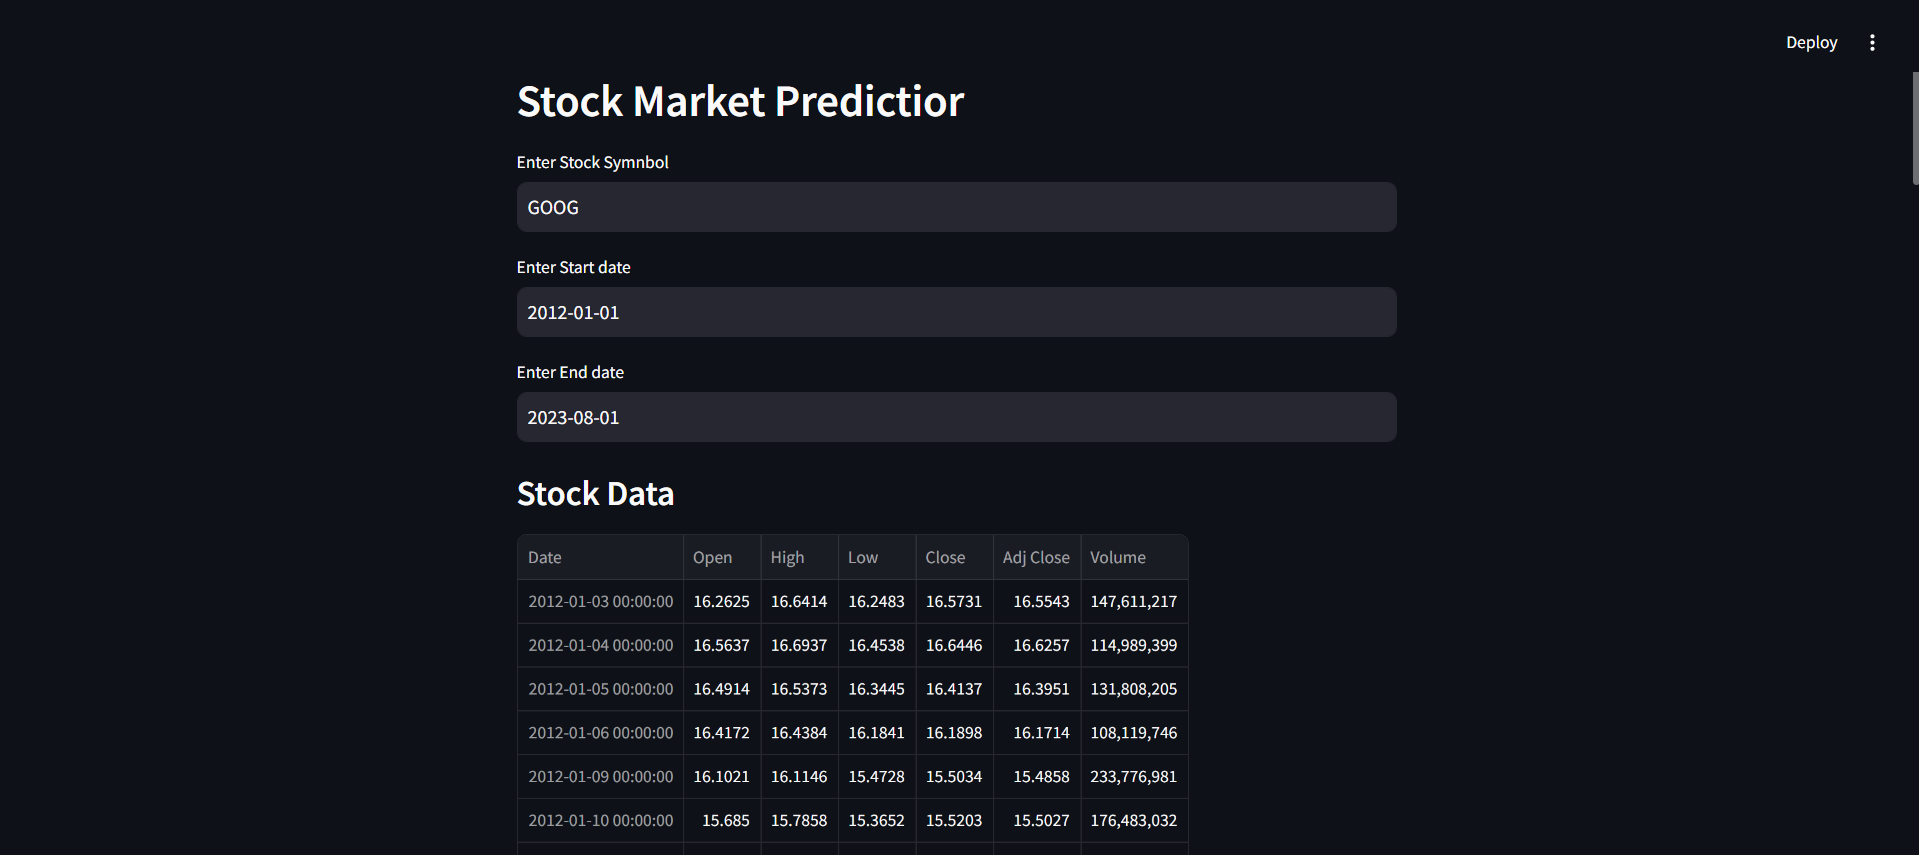 Deploy
Stock Market Predictior
Enter Stock Symnbol
GOOG
Enter Start date
2012-01-01
Enter End date
2023-08-01
Stock Data
Date Open High Low Close Adj Close Volume
2012-01-03 00:00:00 16.2625 16.6414 16.2483 16.5731 16.5543 147,611,217
2012-01-04 00:00:00 16.5637 16.6937 16.4538 16.6446 16.6257 114,989,399
2012-01-05 00:00:00 16.4914 16.5373 16.3445 16.4137 16.3951 131,808,205
2012-01-06 00:00:00 16.4172 16.4384 16.1841 16.1898 16.1714 108,119,746
2012-01-09 00:00:00 16.1021 16.1146 15.4728 15.5034 15.4858 233,776,981
2012-01-10 00:00:00 15.685 15.7858 15.3652 15.5203 15.5027 176,483,032